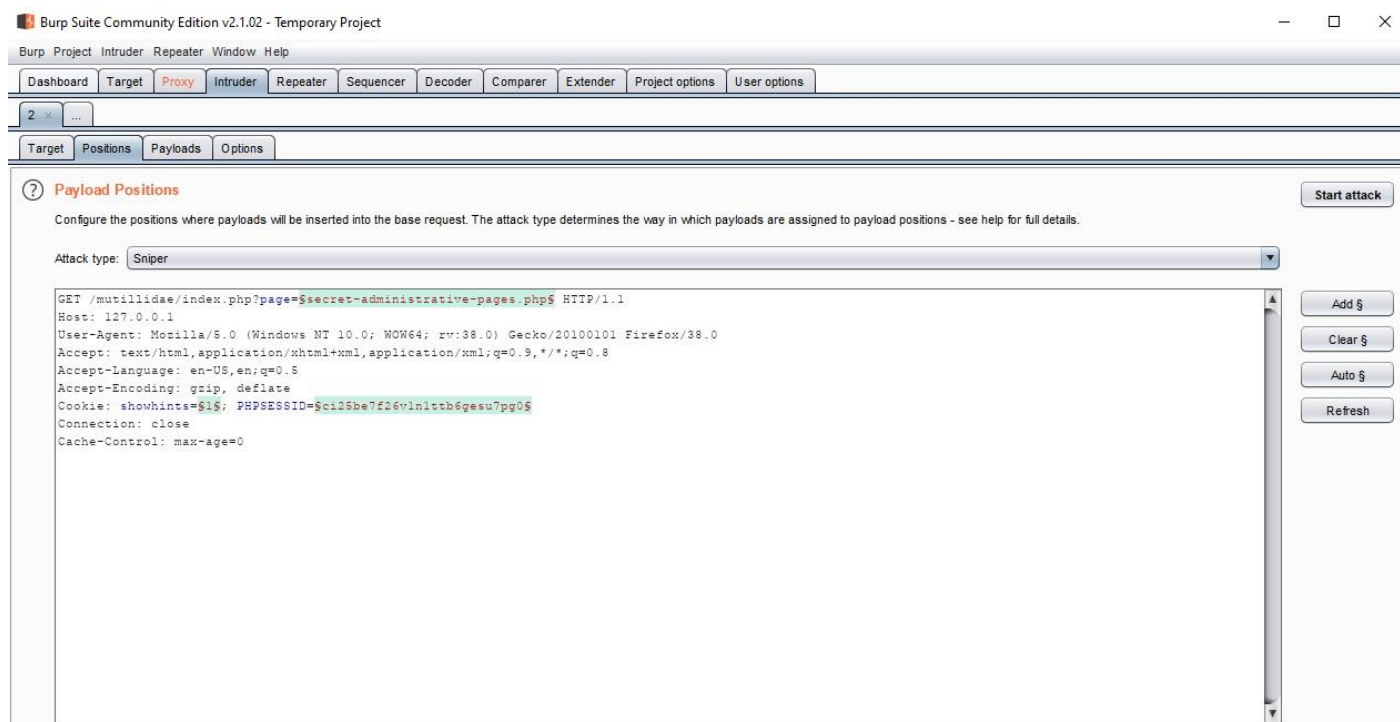 Burp Suite Community Edition v2.1.02 - Temporary Project
Burp Project Intruder Repeater Window Help
Dashboard Target Proxy Intruder Repeater Sequencer Decoder Comparer Extender Project options User options
2 × ...
Target Positions Payloads Options
? Payload Positions
Start attack
Configure the positions where payloads will be inserted into the base request. The attack type determines the way in which payloads are assigned to payload positions - see help for full details.
Attack type: Sniper
GET /mutillidae/index.php?page=§secret-administrative-pages.php§ HTTP/1.1
Host: 127.0.0.1
User-Agent: Mozilla/5.0 (Windows NT 10.0; WOW64; rv:38.0) Gecko/20100101 Firefox/38.0
Accept: text/html,application/xhtml+xml,application/xml;q=0.9,*/*;q=0.8
Accept-Language: en-US,en;q=0.5
Accept-Encoding: gzip, deflate
Cookie: showhints=§1§; PHPSESSID=§ci25be7f26v1n1ttb6gesu7pg0§
Connection: close
Cache-Control: max-age=0
Add §
Clear §
Auto §
Refresh